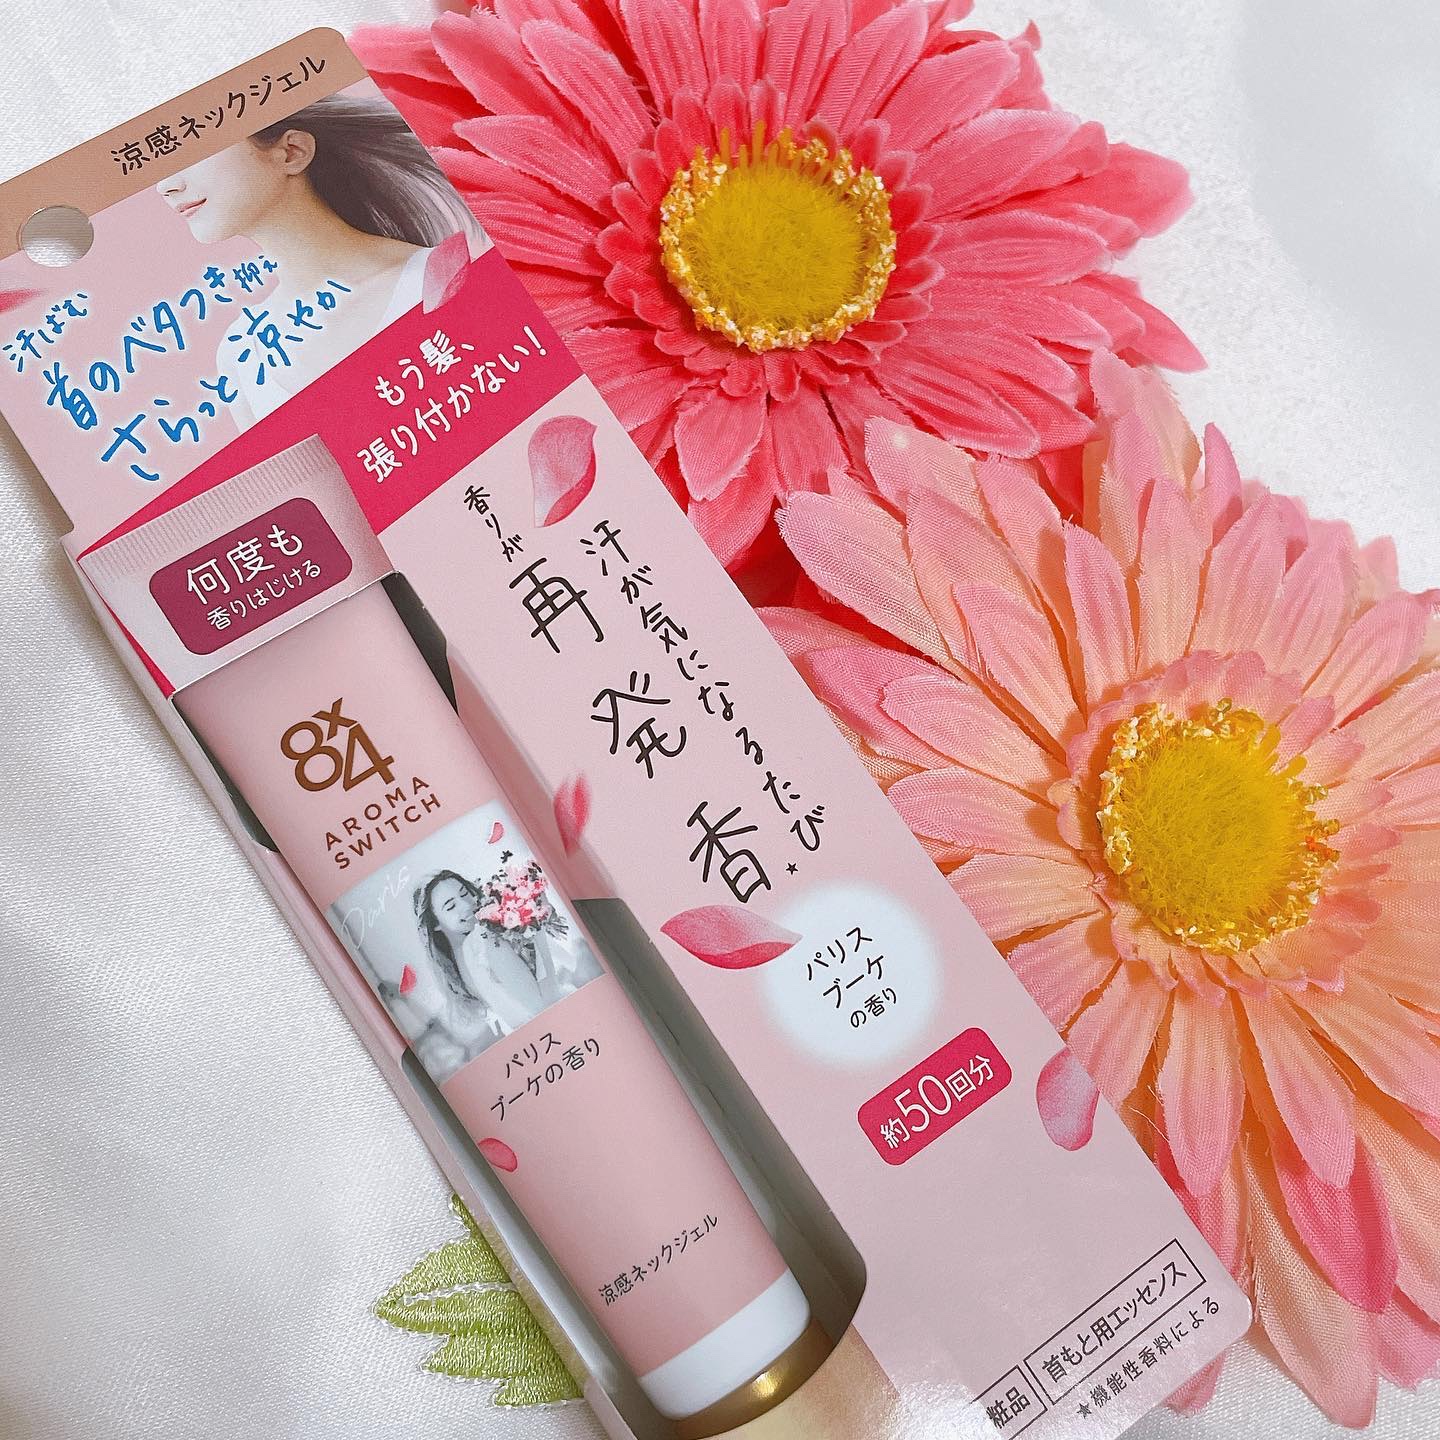 涼感ネックジェル
汗ばむ
首のベタつき抑え
さらっと涼やか
もう髪、
張り付かない!
何度も
香りはじける
8x4
AROMA
SWITCH
Paris
パリス
ブーケの香り
涼感ネックジェル
汗が気になるたび★
香りが
再発香
パリス
ブーケ
の香り
約50回分
粧品
首もと用エッセンス
★機能性香料による